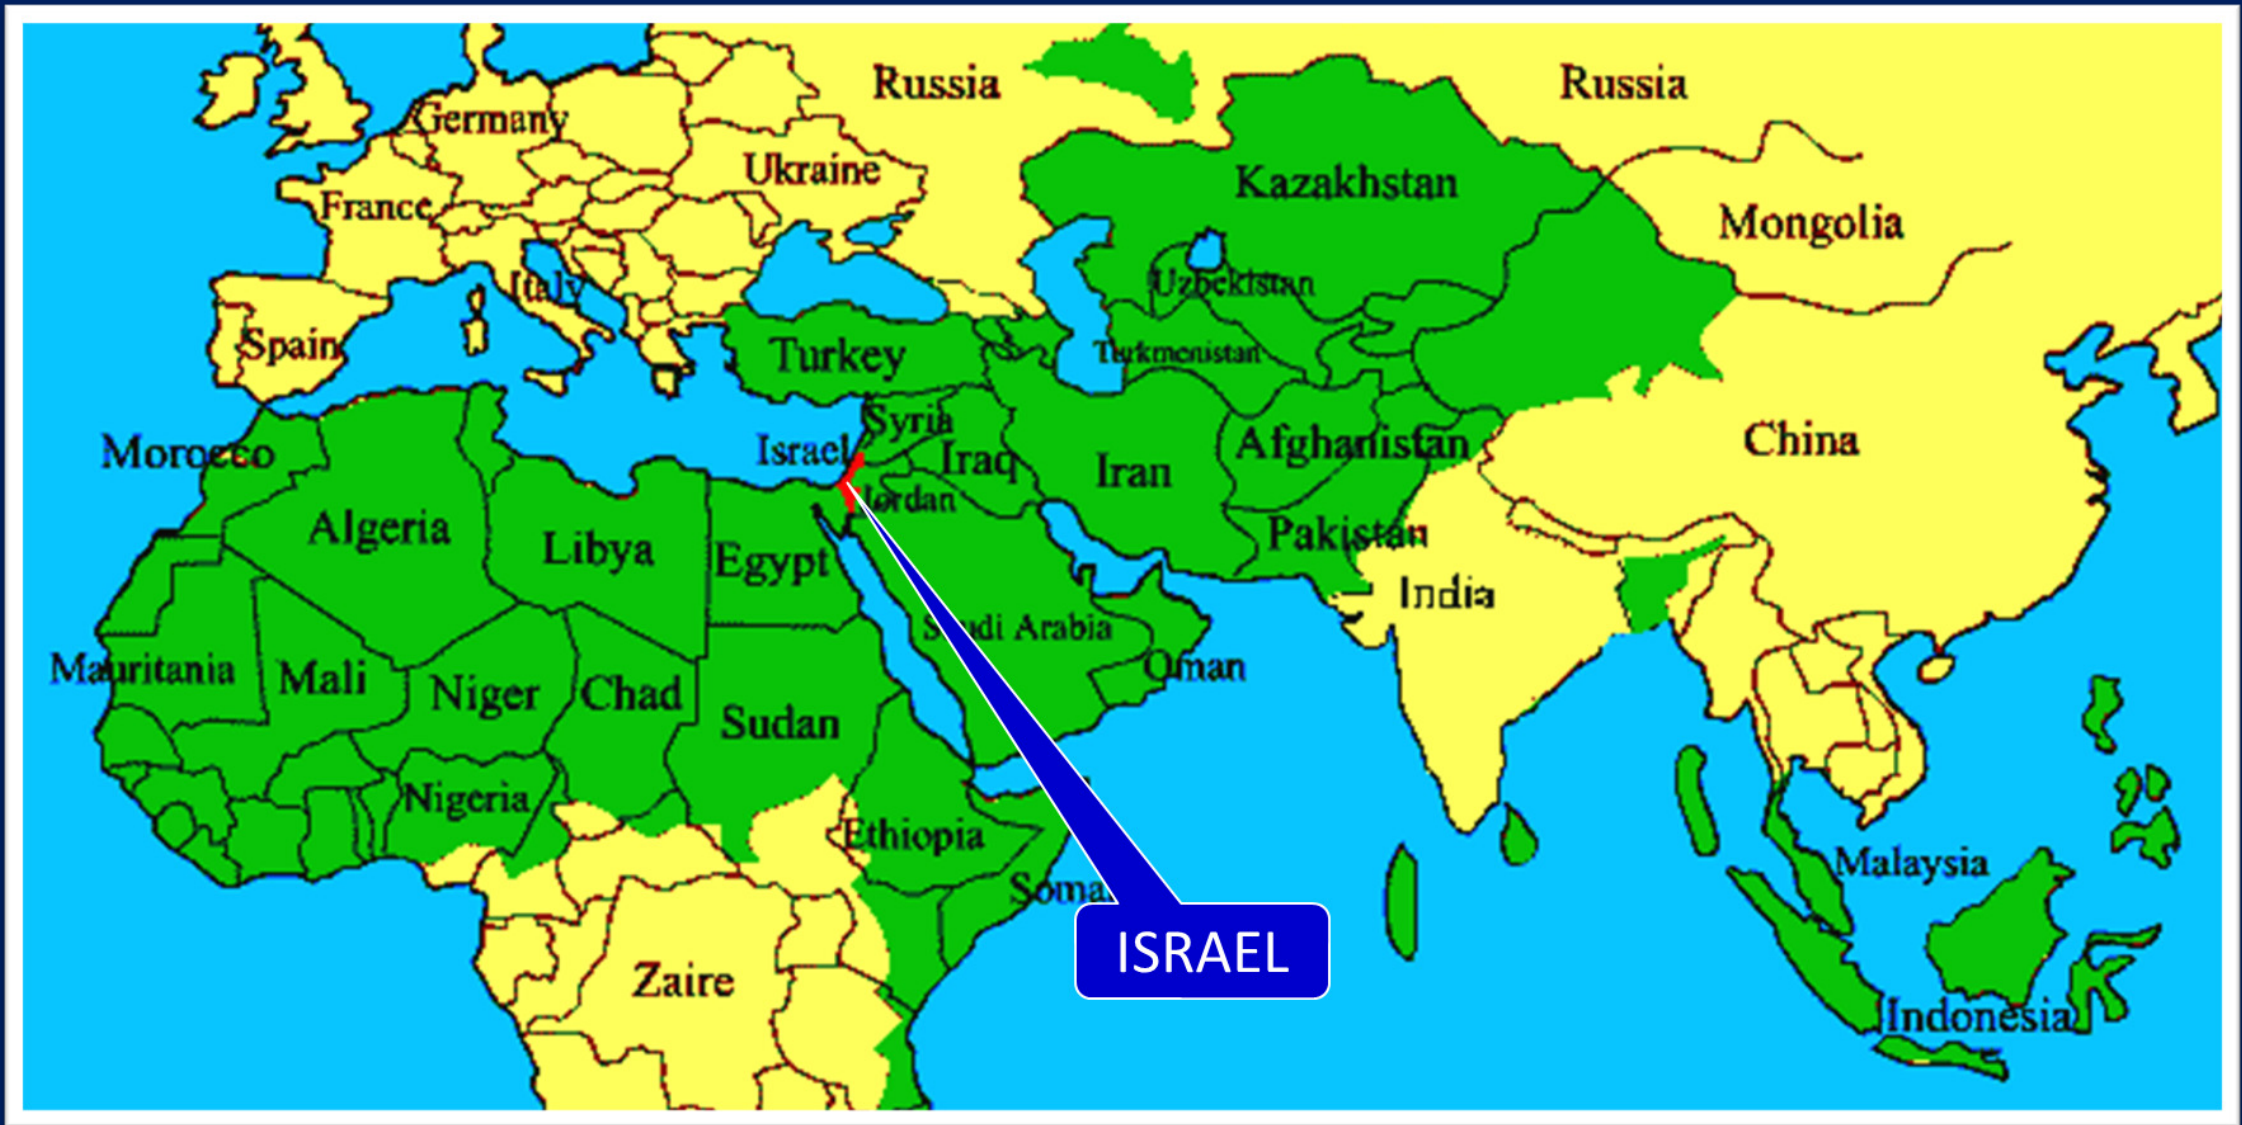 Russia
Russia
Germany
Ukraine
France
Kazakhstan
Mongolia
Italy
Uzbekistan
Spain
Turkey
Turkmenistan
Syria
Morocco
Israel
Iraq
Iran
Afghanistan
China
Jordan
Algeria
Libya
Egypt
Pakistan
India
Saudi Arabia
Mauritania
Mali
Niger
Chad
Oman
Sudan
Nigeria
Ethiopia
Malaysia
Soma
ISRAEL
Zaire
Indonesia